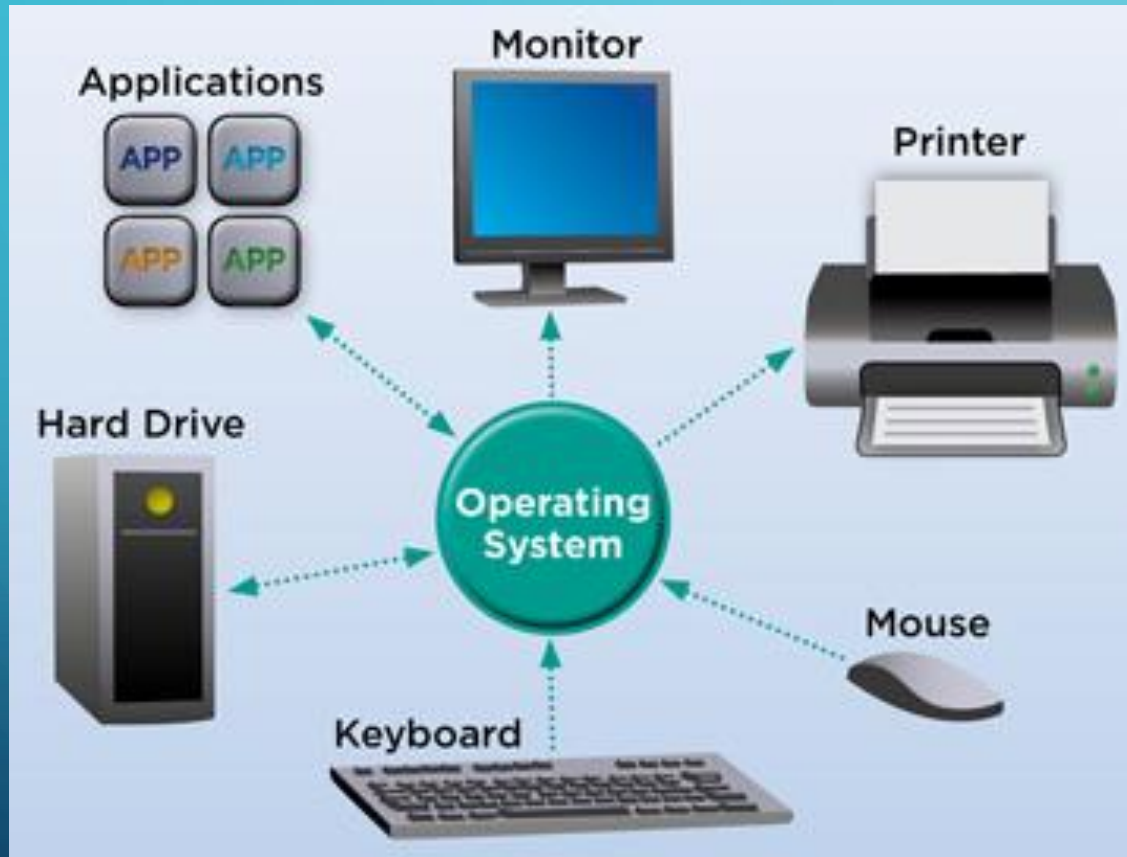 Monitor
Applications
APP APP
APP APP
Printer
Hard Drive
Operating
System
Mouse
Keyboard